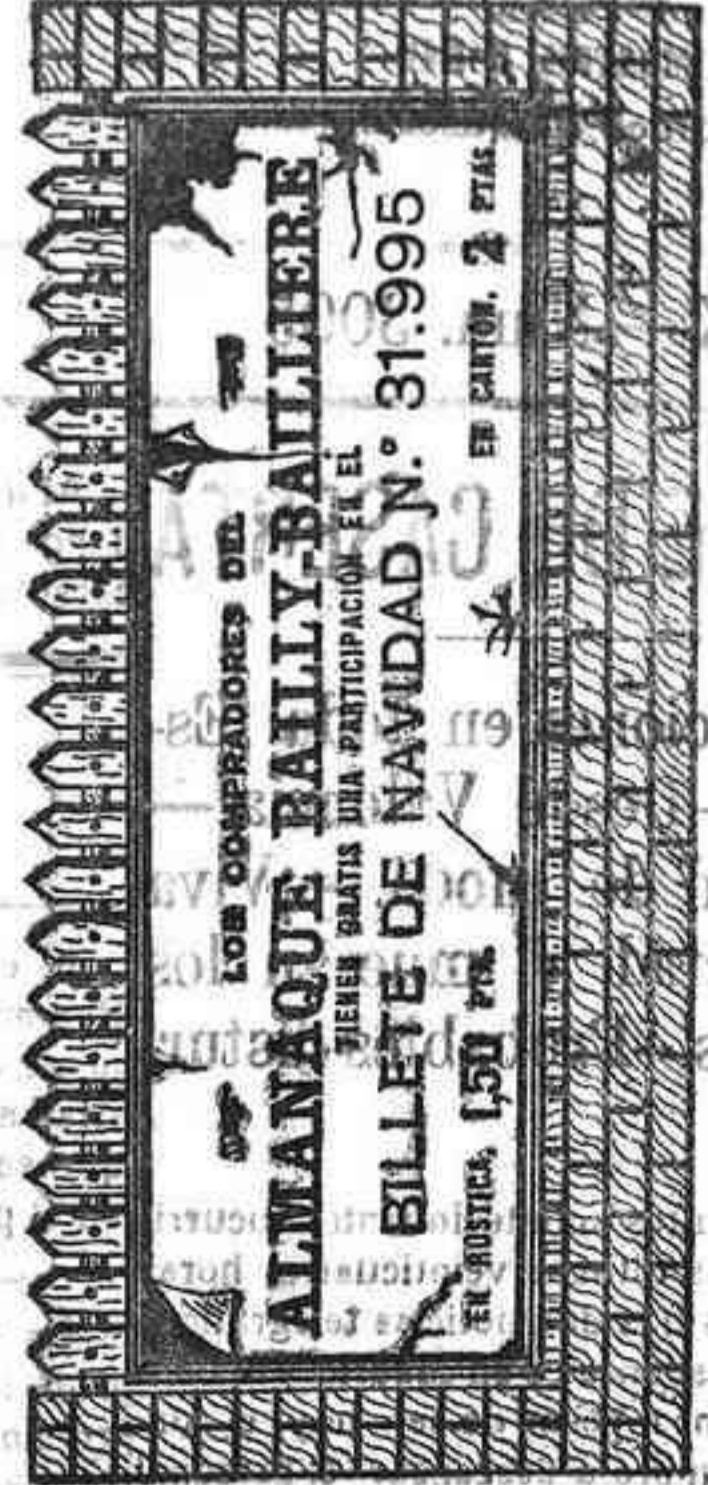 LOS COMPRADORES DEL
ALMANAQUE BAILLY-BAILLIERE
TIENEN GRATIS UNA PARTICIPACIÓN EN EL
BILLETE DE NAVIDAD N.º 31.995
EN RÚSTICA, 1,50 PTAS. EN CARTÓN. 2 PTAS.